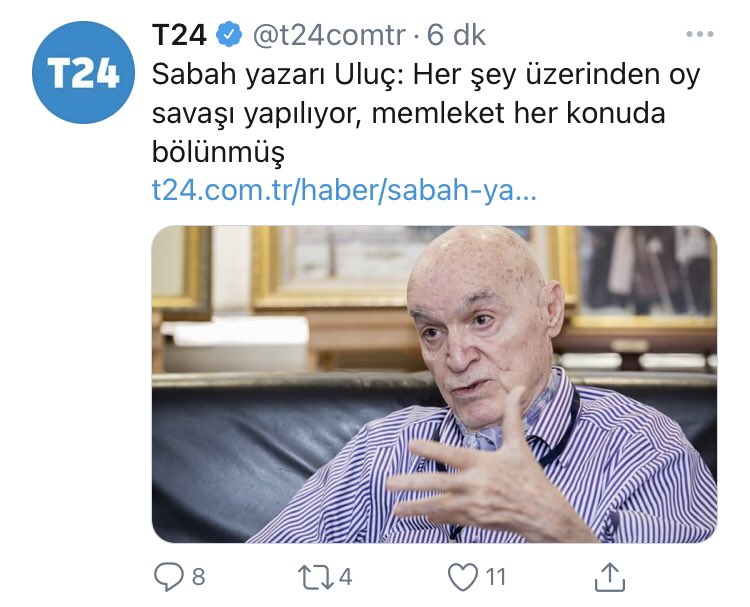 T24
T24 @t24comtr · 6 dk
Sabah yazarı Uluç: Her şey üzerinden oy
savaşı yapılıyor, memleket her konuda
bölünmüş
t24.com.tr/haber/sabah-ya...
8 4 11